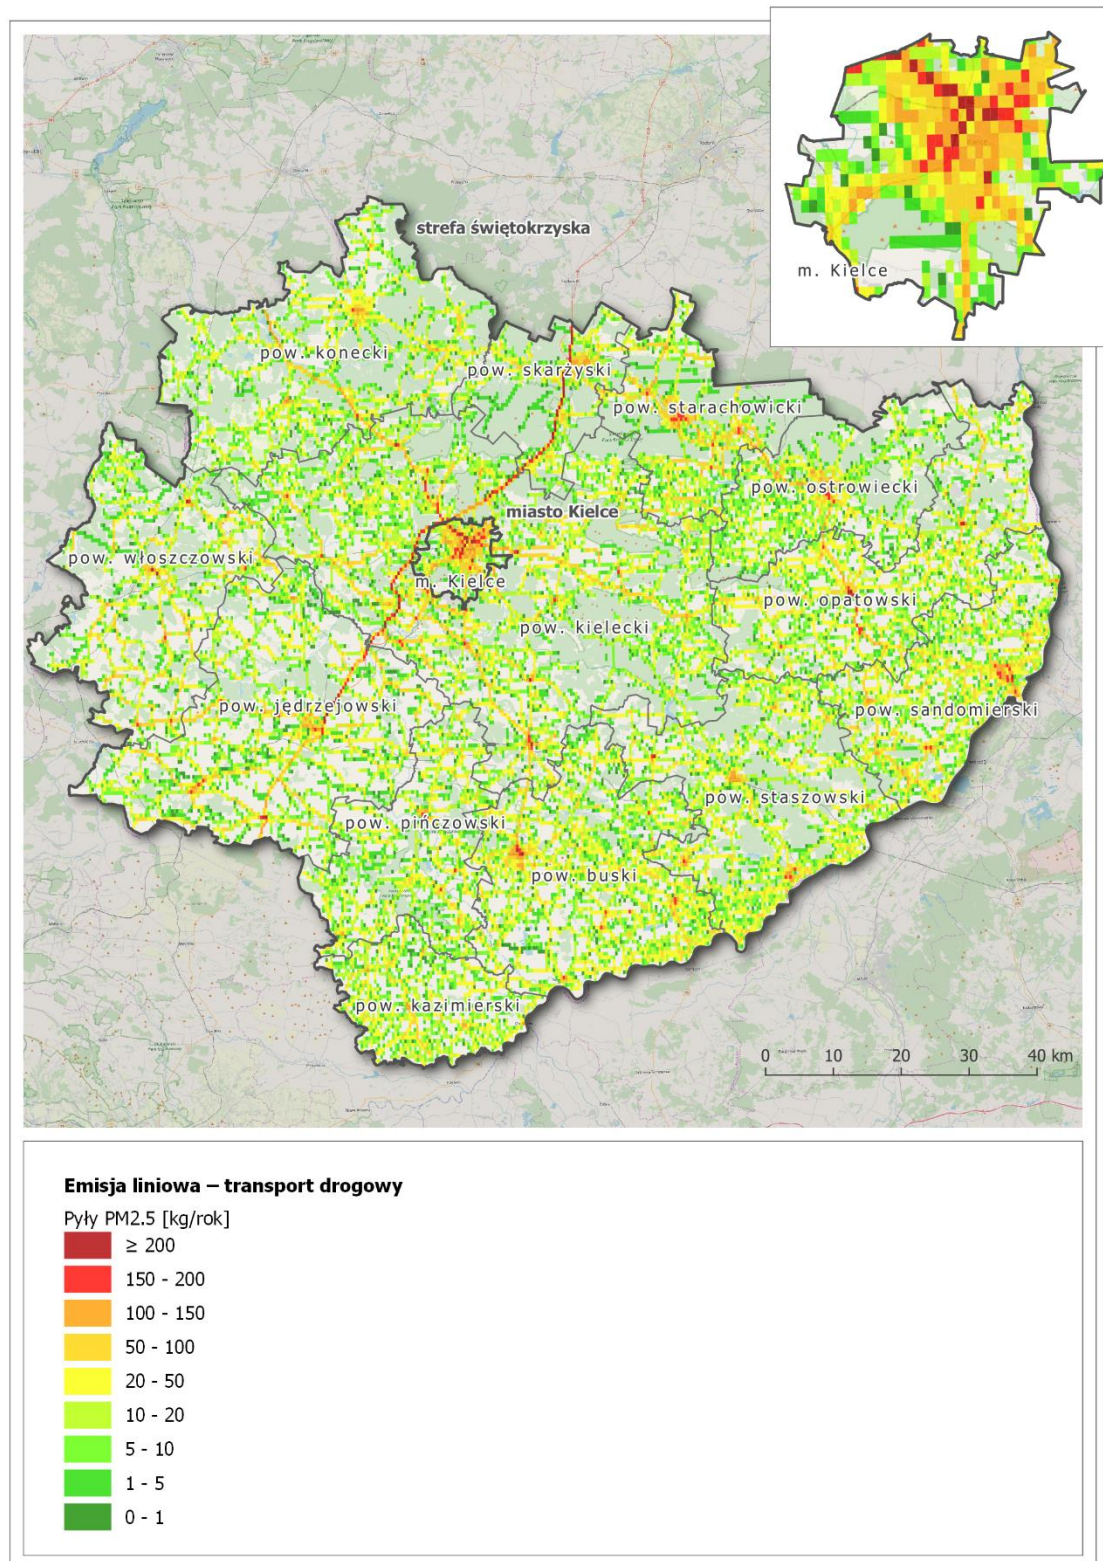 m. Kielce
strefa świętokrzyska
pow. konecki
pow. skarżyski
pow. starachowicki
pow. ostrowiecki
miasto Kielce
pow. włoszczowski
m. Kielce
pow. opatowski
pow. kielecki
pow. jędrzejowski
pow. sandomierski
pow. staszowski
pow. pińczowski
pow. buski
pow. kazimierski
0 10 20 30 40 km
Emisja liniowa – transport drogowy
Pyły PM2.5 [kg/rok]
≥ 200
150 - 200
100 - 150
50 - 100
20 - 50
10 - 20
5 - 10
1 - 5
0 - 1